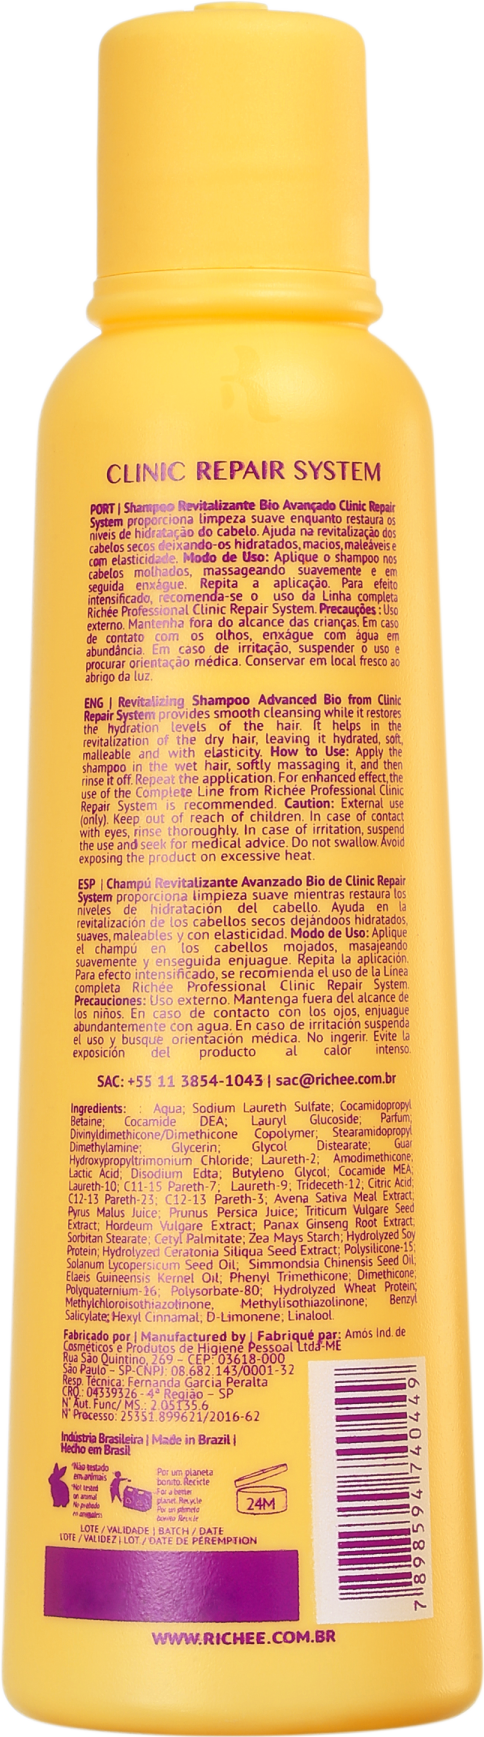 CLINIC REPAIR SYSTEM
PORT | Shampoo Revitalizante Bio Avançado Clinic Repair
System proporciona limpeza suave enquanto restaura os
níveis de hidratação do cabelo. Ajuda na revitalização dos
cabelos secos deixando-os hidratados, macios, maleáveis e
com elasticidade. Modo de Uso: Aplique o shampoo nos
cabelos molhados, massageando suavemente e em
seguida enxágue. Repita a aplicação. Para efeito
intensificado, recomenda-se o uso da Linha completa
Richée Professional Clinic Repair System. Precauções: Uso
externo. Mantenha fora do alcance das crianças. Em caso
de contato com os olhos, enxágue com água em
abundância. Em caso de irritação, suspender o uso e
procurar orientação médica. Conservar em local fresco ao
abrigo da luz.
ENG | Revitalizing Shampoo Advanced Bio from Clinic
Repair System provides smooth cleansing while it restores
the hydration levels of the hair. It helps in the
revitalization of the dry hair, leaving it hydrated, soft,
malleable and with elasticity. How to Use: Apply the
shampoo in the wet hair, softly massaging it, and then
rinse it off. Repeat the application. For enhanced effect, the
use of the Complete Line from Richée Professional Clinic
Repair System is recommended. Caution: External use
(only). Keep out of reach of children. In case of contact
with eyes, rinse thoroughly. In case of irritation, suspend
the use and seek for medical advice. Do not swallow. Avoid
exposing the product on excessive heat.
ESP | Champú Revitalizante Avanzado Bio de Clinic Repair
System proporciona limpieza suave mientras restaura los
niveles de hidratación del cabello. Ayuda en la
revitalización de los cabellos secos dejándoos hidratados,
suaves, maleables y con elasticidad. Modo de Uso: Aplique
el champú en los cabellos mojados, masajeando
suavemente y enseguida enjuague. Repita la aplicación.
Para efecto intensificado, se recomienda el uso de la Línea
completa Richée Professional Clinic Repair System.
Precauciones: Uso externo. Mantenga fuera del alcance de
los niños. En caso de contacto con los ojos, enjuague
abundantemente con agua. En caso de irritación suspenda
el uso y busque orientación médica. No ingerir. Evite la
exposición del producto al calor intenso.
SAC: +55 11 3854-1043 | sac@richee.com.br
Ingredients: : Aqua; Sodium Laureth Sulfate; Cocamidopropyl
Betaine; Cocamide DEA; Lauryl Glucoside; Parfum;
Divinyldimethicone/Dimethicone Copolymer; Stearamidopropyl
Dimethylamine; Glycerin; Glycol Distearate; Guar
Hydroxypropyltrimonium Chloride; Laureth-2; Amodimethicone;
Lactic Acid; Disodium Edta; Butyleno Glycol; Cocamide MEA;
Laureth-10; C11-15 Pareth-7; Laureth-9; Trideceth-12; Citric Acid;
C12-13 Pareth-23; C12-13 Pareth-3; Avena Sativa Meal Extract;
Pyrus Malus Juice; Prunus Persica Juice; Triticum Vulgare Seed
Extract; Hordeum Vulgare Extract; Panax Ginseng Root Extract;
Sorbitan Stearate; Cetyl Palmitate; Zea Mays Starch; Hydrolyzed Soy
Protein; Hydrolyzed Ceratonia Siliqua Seed Extract; Polysilicone-15;
Solanum Lycopersicum Seed Oil; Simmondsia Chinensis Seed Oil;
Elaeis Guineensis Kernel Oil; Phenyl Trimethicone; Dimethicone;
Polyquaternium-16; Polysorbate-80; Hydrolyzed Wheat Protein;
Methylchloroisothiazolinone, Methylisothiazolinone; Benzyl
Salicylate; Hexyl Cinnamal; D-Limonene; Linalool.
Fabricado por | Manufactured by | Fabriqué par: Amós Ind. de
Cosméticos e Produtos de Higiene Pessoal Ltda-ME
Rua São Quintino, 269 – CEP: 03618-000
São Paulo – SP-CNPJ: 08.682.143/0001-32
Resp. Técnica: Fernanda Garcia Peralta
CRQ: 04339326 - 4ª Região – SP
N° Aut. Func/ MS.: 2.05135.6
N° Processo: 25351.899621/2016-62
Indústria Brasileira | Made in Brazil |
Hecho em Brasil
Não testado
em animais
Not tested
on animal
No probado
en animales
Por um planeta
bonito. Recicle
For a better
planet. Recycle
Por un planeta
bonito Recicle
24M
LOTE / VALIDADE | BATCH / DATE
LOTE / VALIDEZ | LOT / DATE DE PÉREMPTION
7 898594 740449
WWW.RICHEE.COM.BR